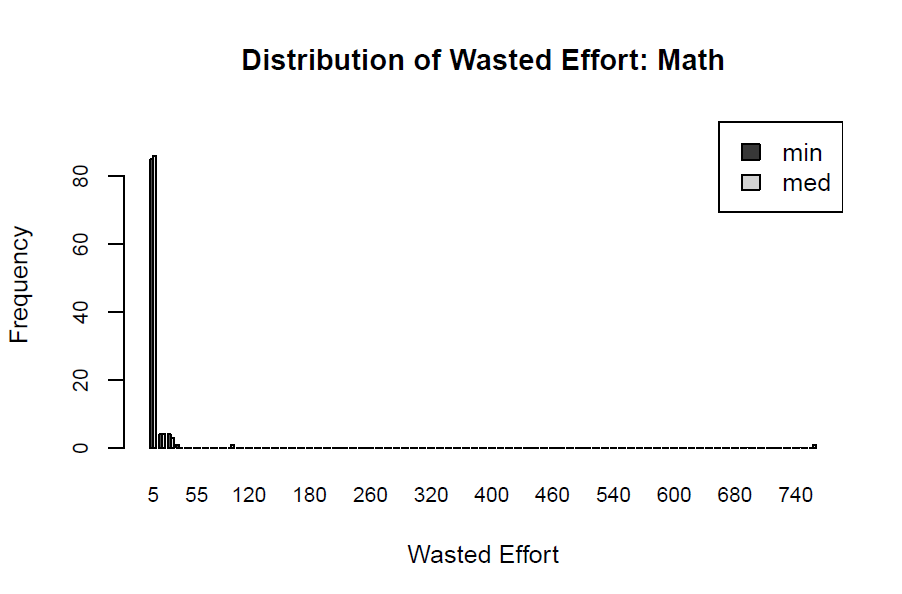 Distribution of Wasted Effort: Math
min
med
Frequency
80
60
40
20
0
5 55 120 180 260 320 400 460 540 600 680 740
Wasted Effort